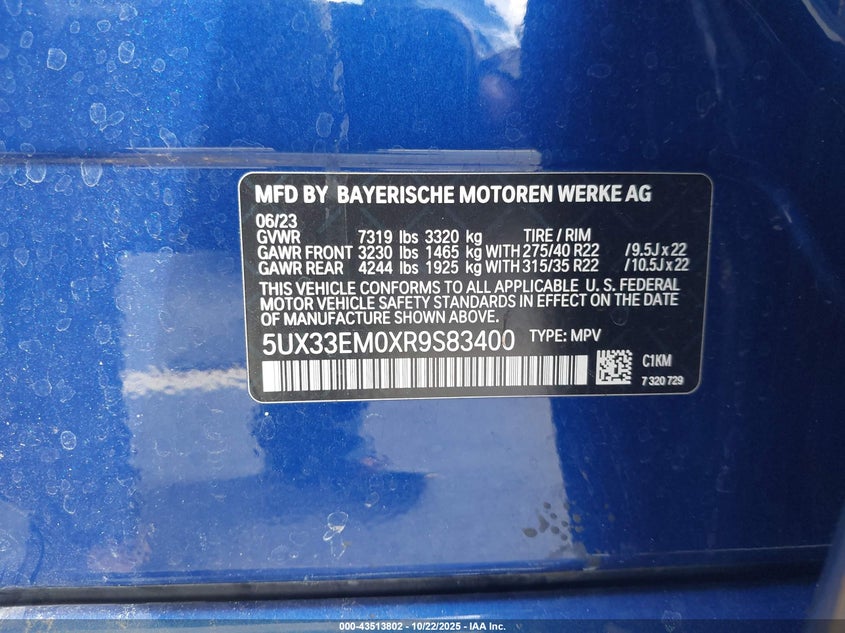 MFD BY BAYERISCHE MOTOREN WERKE AG
06/23
GVWR 7319 lbs 3320 kg TIRE / RIM
GAWR FRONT 3230 lbs 1465 kg WITH 275/40 R22 /9.5J x 22
GAWR REAR 4244 lbs 1925 kg WITH 315/35 R22 /10.5J x 22
THIS VEHICLE CONFORMS TO ALL APPLICABLE U. S. FEDERAL
MOTOR VEHICLE SAFETY STANDARDS IN EFFECT ON THE DATE
OF MANUFACTURE SHOWN ABOVE.
5UX33EM0XR9S83400 TYPE: MPV
C1KM
7 320 729
000-43513802 - 10/22/2025 - IAA Inc.